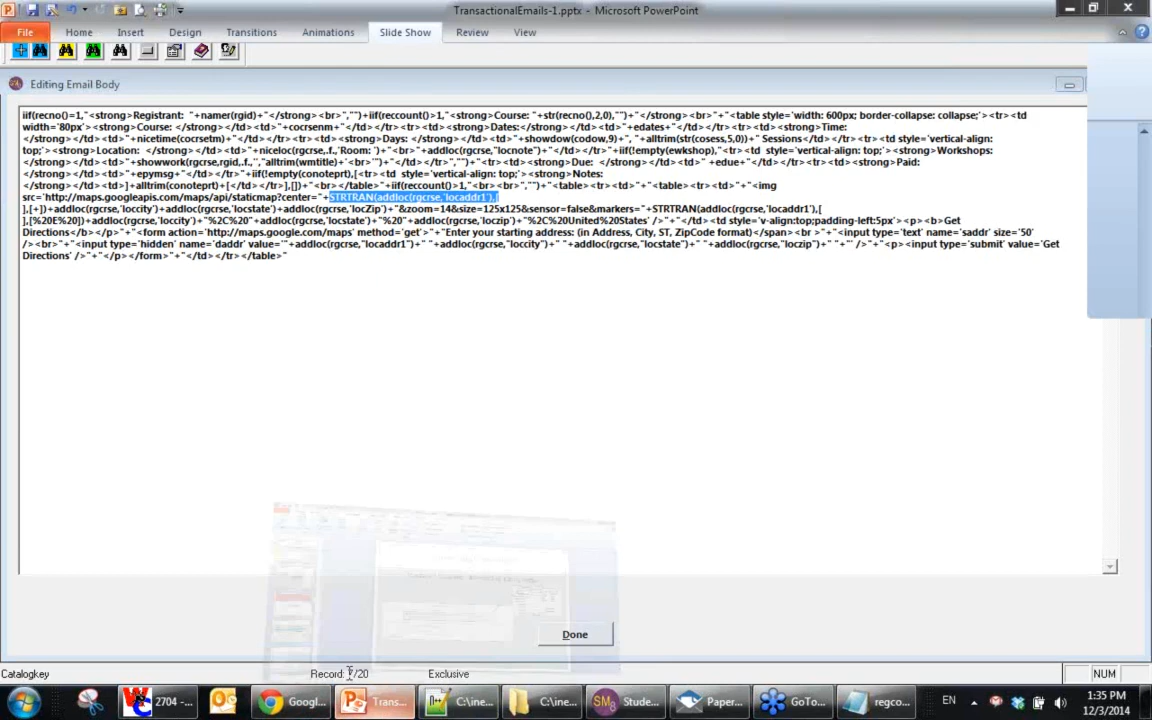 TransactionalEmails-1.pptx - Microsoft PowerPoint
File Home Insert Design Transitions Animations Slide Show Review View
Editing Email Body
iif(recno()=1,"<strong>Registrant: "+namer(rgid)+"</strong><br>","")+iif(reccount()>1,"<strong>Course: "+str(recno(),2,0),"")+"</strong><br>"+"<table style='width: 600px; border-collapse: collapse;'><tr><td
width='80px'><strong>Course: </strong></td><td>"+cocrsenm+"</td></tr><tr><td><strong>Dates:</strong></td><td>"+edates+"</td></tr><tr><td><strong>Time:
</strong></td><td>"+nicetime(cocrsetm)+"</td></tr><tr><td><strong>Days: </strong></td><td>"+showdow(codow,9)+", "+alltrim(str(cosess,5,0))+" Sessions</td></tr><tr><td style='vertical-align:
top;'><strong>Location: </strong></td><td>"+niceloc(rgcrse,.f.,'Room: ')+"<br>"+addloc(rgcrse,"locnote")+"</td></tr>"+iif(!empty(ewkshop),"<tr><td style='vertical-align: top;'><strong>Workshops:
</strong></td><td>"+showwork(rgcrse,rgid,.f.,'',"alltrim(wmtitle)+'<br>'")+"</td></tr>","")+"<tr><td><strong>Due: </strong></td><td>" +edue+"</td></tr><tr><td><strong>Paid:
</strong></td><td>"+epymsg+"</td></tr>"+iif(!empty(conoteprt),[<tr><td style='vertical-align: top;'><strong>Notes:
</strong></td><td>]+alltrim(conoteprt)+[</td></tr>],[])+"<br></table>"+iif(reccount()>1,"<br><br>","")+"<table><tr><td>"+"<img
src='http://maps.googleapis.com/maps/api/staticmap?center="+STRTRAN(addloc(rgcrse,'locaddr1'),[
],[+])+addloc(rgcrse,'loccity')+addloc(rgcrse,'locstate')+addloc(rgcrse,'locZip')+"&zoom=14&size=125x125&sensor=false&markers="+STRTRAN(addloc(rgcrse,'locaddr1'),[
],[%20E%20])+addloc(rgcrse,'loccity')+"%2C%20"+addloc(rgcrse,'locstate')+"%20"+addloc(rgcrse,'loczip')+"%2C%20United%20States' />"+"</td><td style='v-align:top;padding-left:5px'><p><b>Get
Directions</b></p>"+"<form action='http://maps.google.com/maps' method='get'>"+"Enter your starting address: (in Address, City, ST, ZipCode format)</span><br >"+"<input type='text' name='saddr' size='50'
/><br>"+"<input type='hidden' name='daddr' value='"+addloc(rgcrse,"locaddr1")+" "+addloc(rgcrse,"loccity")+" "+addloc(rgcrse,"locstate")+" "+addloc(rgcrse,"loczip")+" "+"' />"+"<p><input type='submit' value='Get
Directions' />"+"</p></form>"+"</td></tr></table>"
Done
Catalogkey Record: /20 Exclusive NUM
2704 -... Googl... Trans... C:\ine... C:\ine... Stude... Paper... GoTo... regco... EN 1:35 PM
12/3/2014